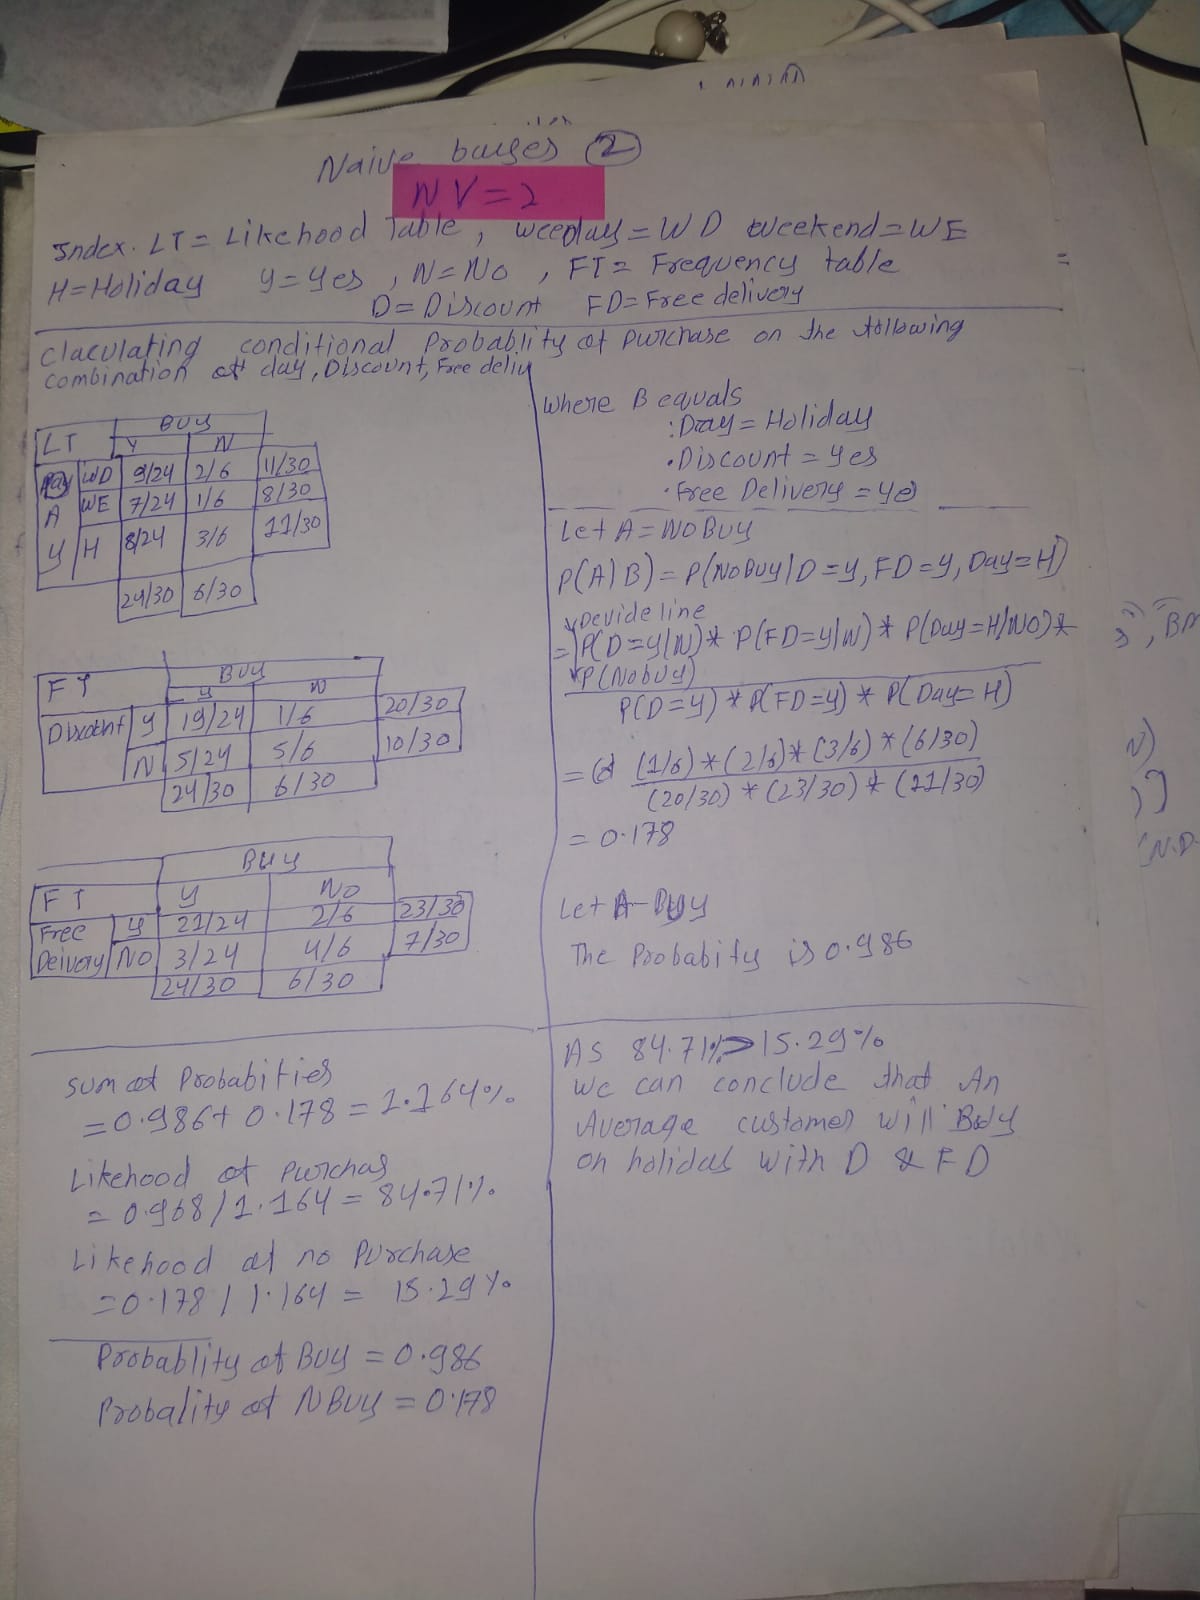 Naive bayes 2
NV=2
Index. LT = Likehood Table, weeplay = WD Weekend = WE
H=Holiday y=yes, N=No, FT= Frequency table
D= Discount FD=Free delivery
claculating conditional Probablity of purchase on the following
combination of day, Discount, Free deliv
LT BUY
Y N
Day WD 9/24 2/6 11/30
A WE 7/24 1/6 8/30
y H 8/24 3/6 11/30
24/30 6/30
FT Buy
y N
Discount y 19/24 1/6 20/30
N 5/24 5/6 10/30
24/30 6/30
Buy
FT y No
Free y 21/24 2/6 23/30
Deivery No 3/24 4/6 7/30
24/30 6/30
where B equals
:Day = Holiday
•Discount = yes
•Free Delivery = yes
Let A = NO BUY
P(A|B) = P(NoBuy|D=y, FD=y, Day=H)
Devide line
= P(D=y|N) * P(FD=y|N) * P(Day=H/NO) *
P(Nobuy)
P(D=y) * P(FD=y) * P(Day=H)
= (1/6) * (2/6) * (3/6) * (6/30)
(20/30) * (23/30) * (11/30)
= 0.178
Let A- Buy
The Probabity is 0.986
Sum of Probabities
=0.986+ 0.178 = 1.164%
Likehood of purchas
= 0.968/1.164 = 84.71%
Likehood of no Purchase
=0.178 / 1.164 = 15.29%
Probablity of Buy = 0.986
Probality of NBuy = 0.178
AS 84.71% > 15.29%
We can conclude that An
Average customer will Buy
on holidas with D & FD